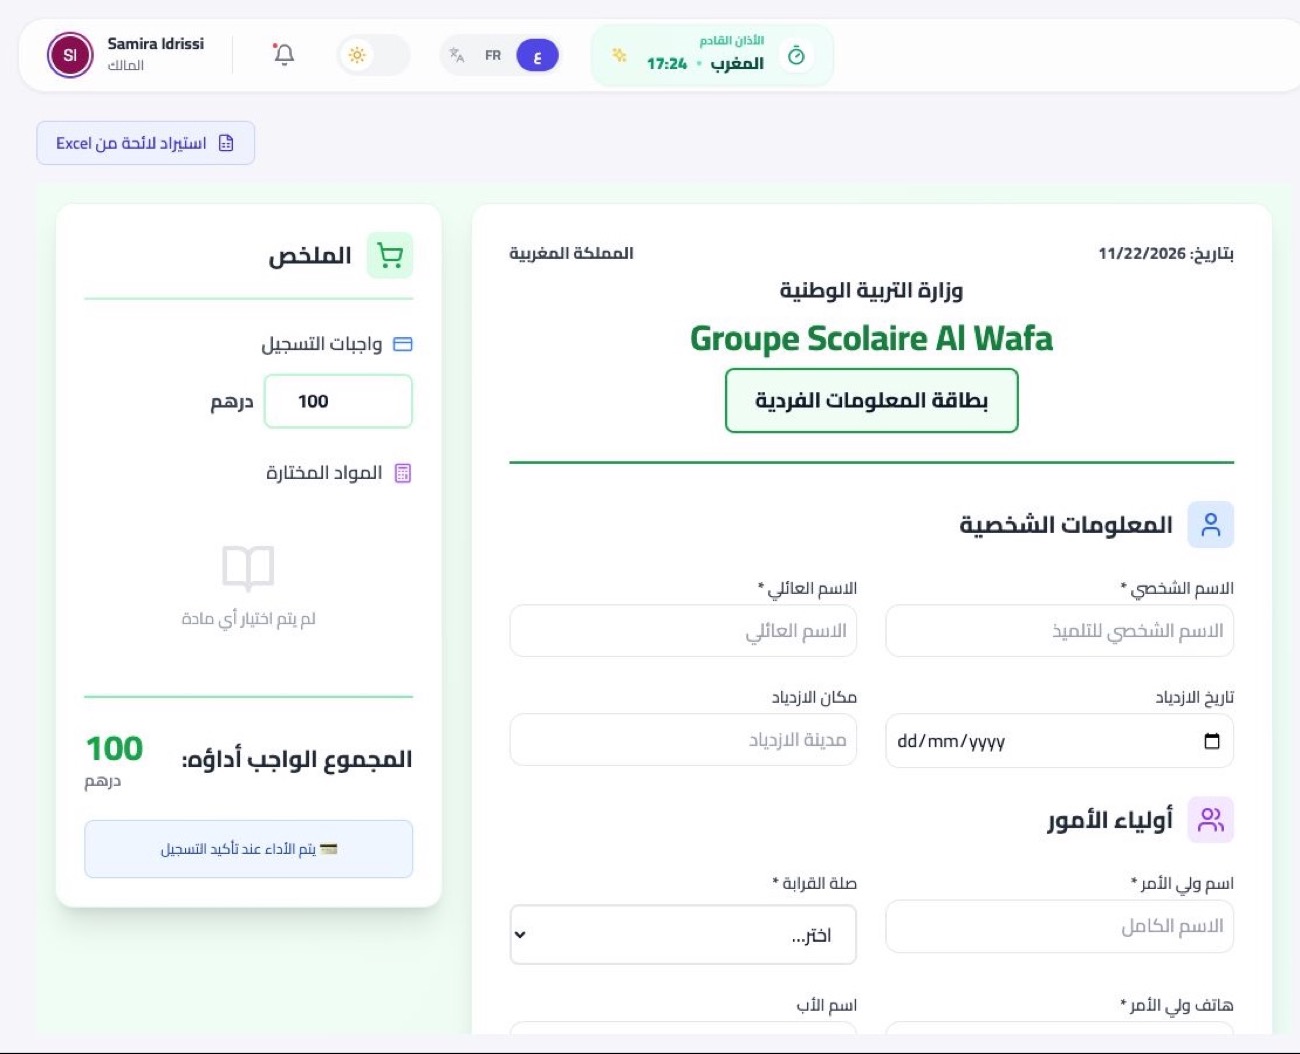 Samira Idrissi
المالك
SI
FR
ع
الأذان القادم
المغرب • 17:24
استيراد لائحة من Excel
بتاريخ: 11/22/2026
المملكة المغربية
وزارة التربية الوطنية
Groupe Scolaire Al Wafa
بطاقة المعلومات الفردية
المعلومات الشخصية
الاسم الشخصي *
الاسم العائلي *
الاسم الشخصي للتلميذ
الاسم العائلي
تاريخ الازدياد
مكان الازدياد
dd/mm/yyyy
مدينة الازدياد
أولياء الأمور
اسم ولي الأمر *
صلة القرابة *
الاسم الكامل
اختر...
هاتف ولي الأمر *
اسم الأب
الملخص
واجبات التسجيل
100 درهم
المواد المختارة
لم يتم اختيار أي مادة
المجموع الواجب أداؤه:
100
درهم
💳 يتم الأداء عند تأكيد التسجيل